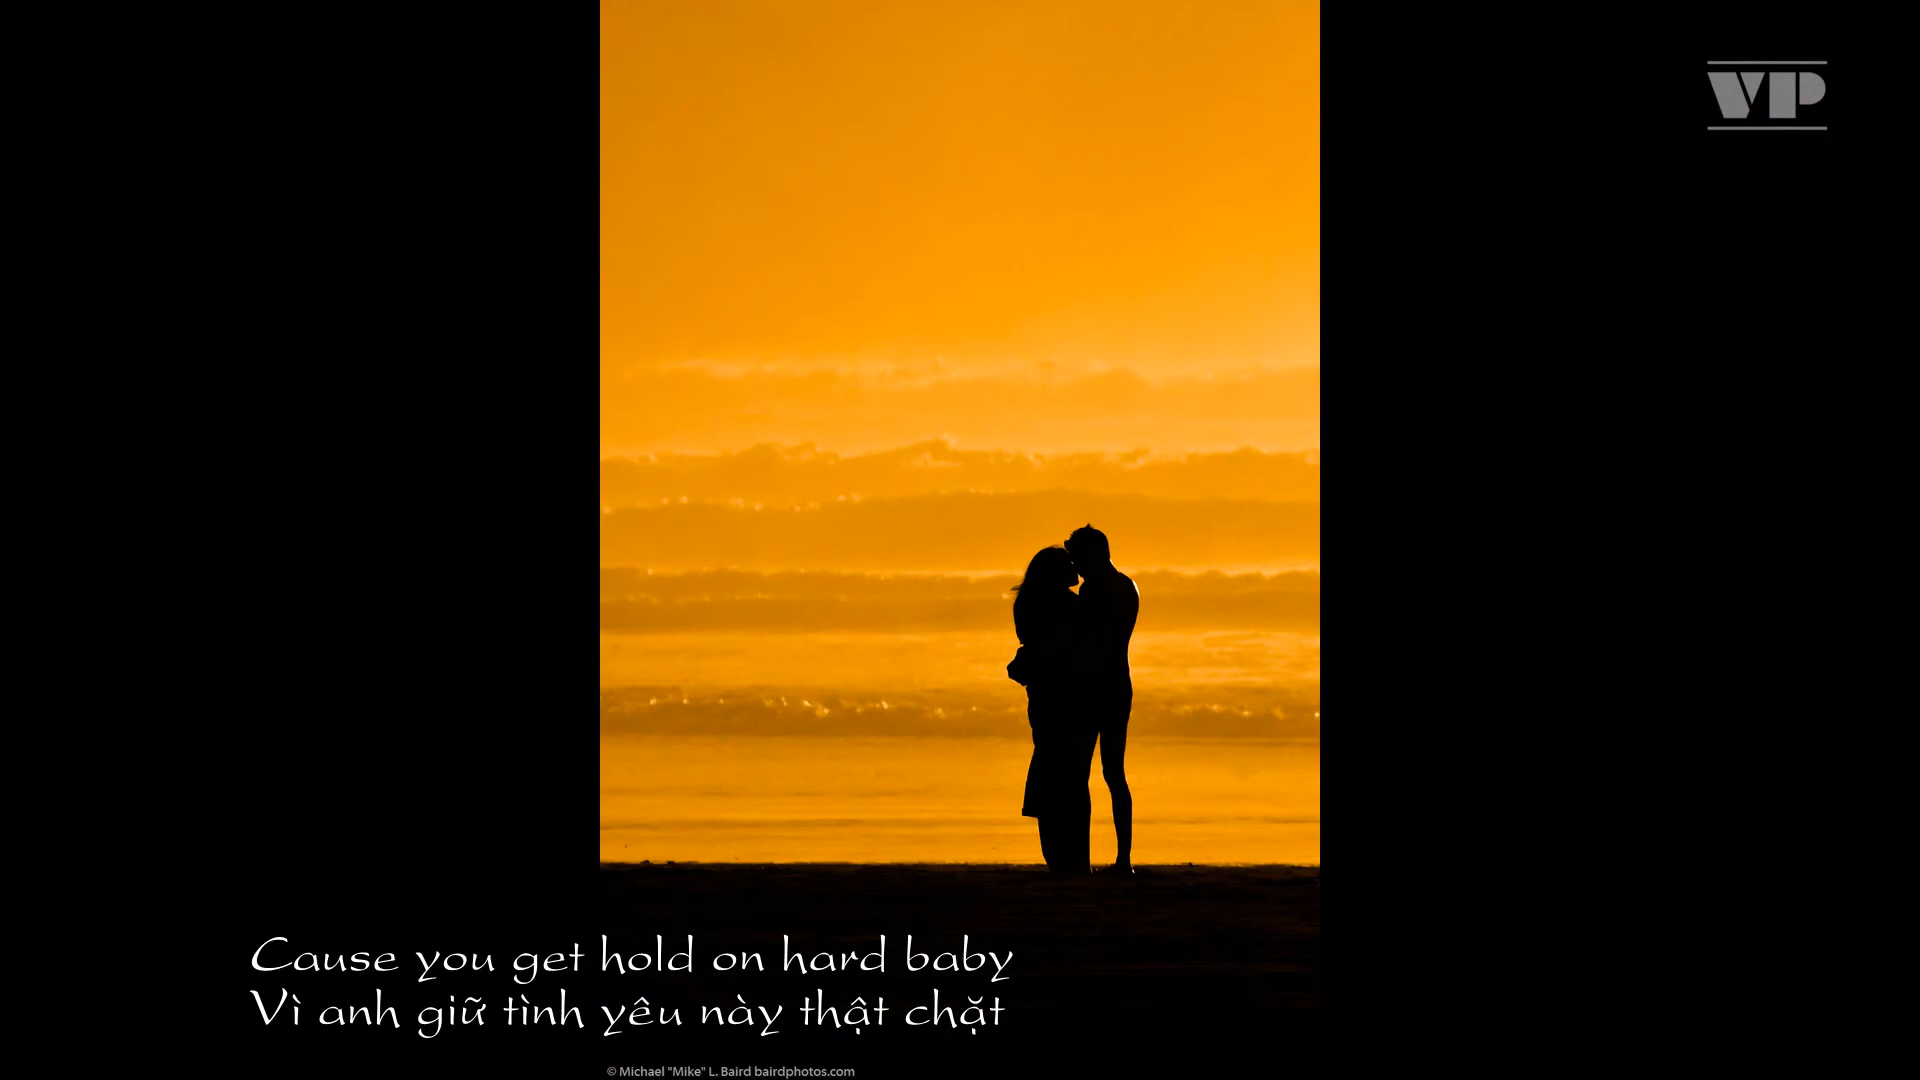 VP
Cause you get hold on hard baby
Vì anh giữ tình yêu này thật chặt
© Michael "Mike" L. Baird bairdphotos.com